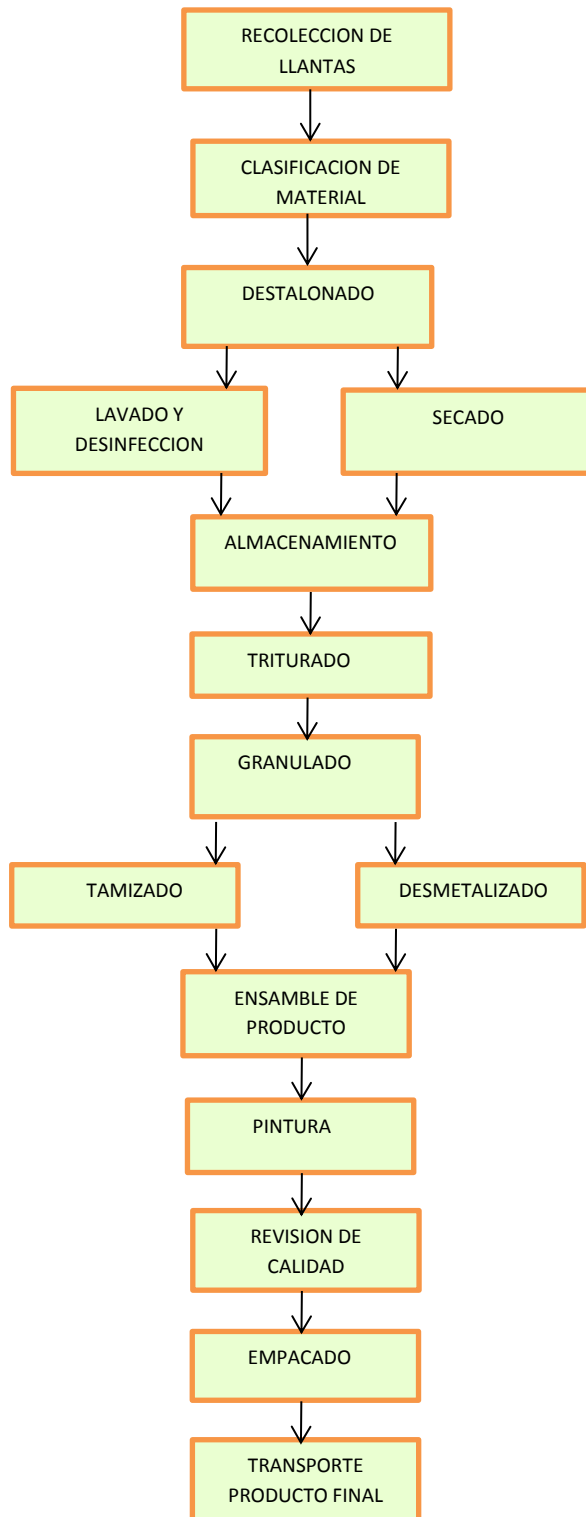 RECOLECCION DE
LLANTAS
CLASIFICACION DE
MATERIAL
DESTALONADO
LAVADO Y
DESINFECCION
SECADO
ALMACENAMIENTO
TRITURADO
GRANULADO
TAMIZADO
DESMETALIZADO
ENSAMBLE DE
PRODUCTO
PINTURA
REVISION DE
CALIDAD
EMPACADO
TRANSPORTE
PRODUCTO FINAL